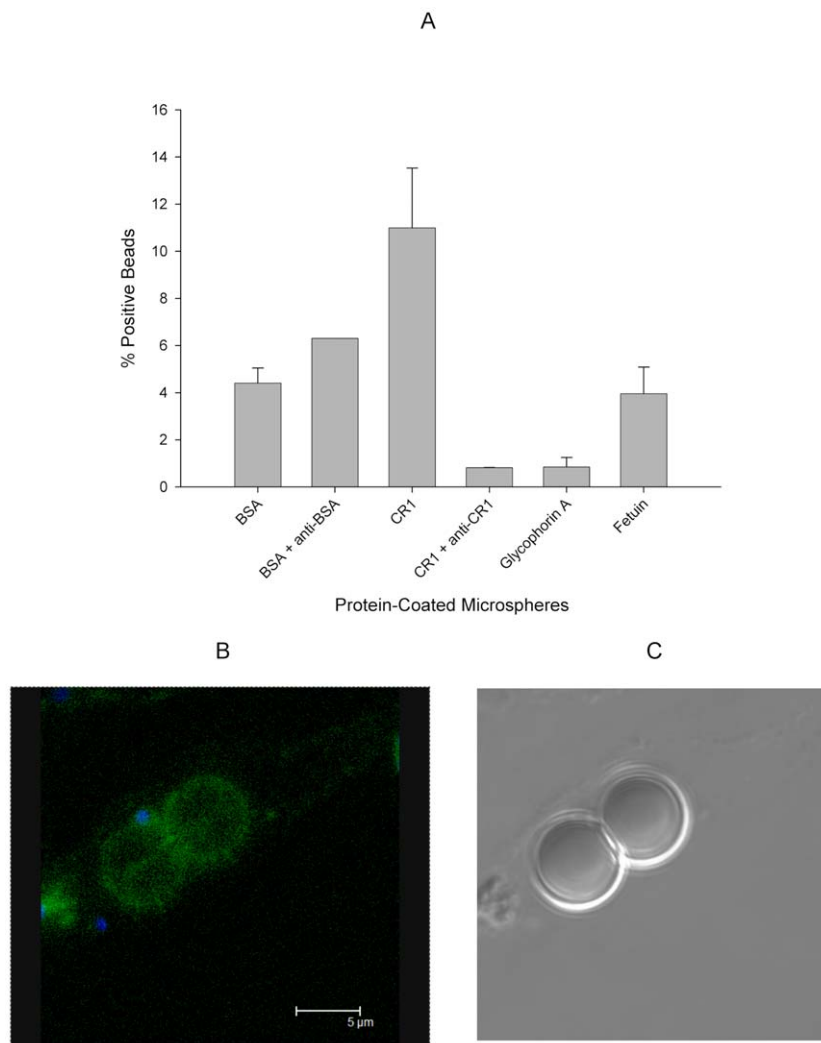 A
16
14
12
10
8
6
4
2
0
% Positive Beads
BSA
BSA + anti-BSA
CR1
CR1 + anti-CR1
Glycophorin A
Fetuin
Protein-Coated Microspheres
B
C
5 µm